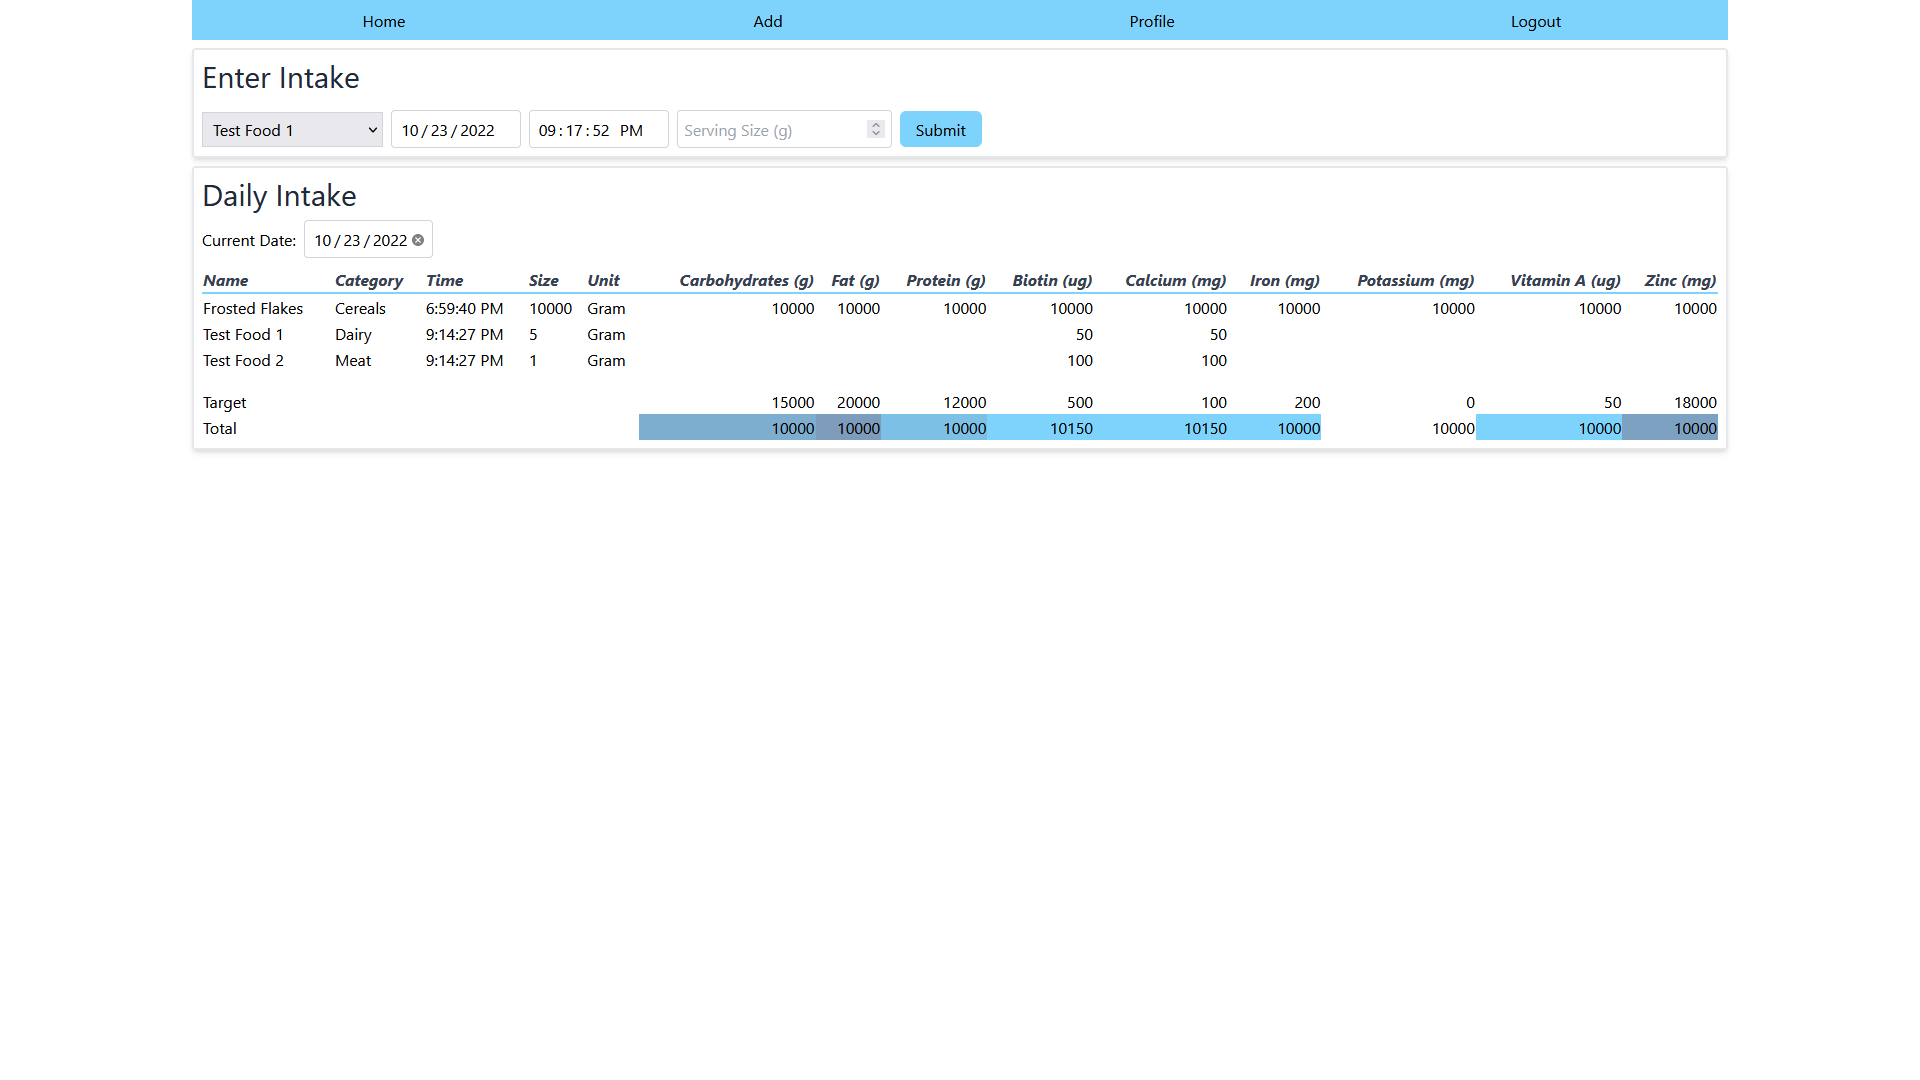 Home Add Profile Logout
Enter Intake
Test Food 1 10/23/2022 09:17:52 PM Serving Size (g) Submit
Daily Intake
Current Date: 10/23/2022
Name Category Time Size Unit Carbohydrates (g) Fat (g) Protein (g) Biotin (ug) Calcium (mg) Iron (mg) Potassium (mg) Vitamin A (ug) Zinc (mg)
Frosted Flakes Cereals 6:59:40 PM 10000 Gram 10000 10000 10000 10000 10000 10000 10000 10000 10000
Test Food 1 Dairy 9:14:27 PM 5 Gram 50 50
Test Food 2 Meat 9:14:27 PM 1 Gram 100 100
Target 15000 20000 12000 500 100 200 0 50 18000
Total 10000 10000 10000 10150 10150 10000 10000 10000 10000